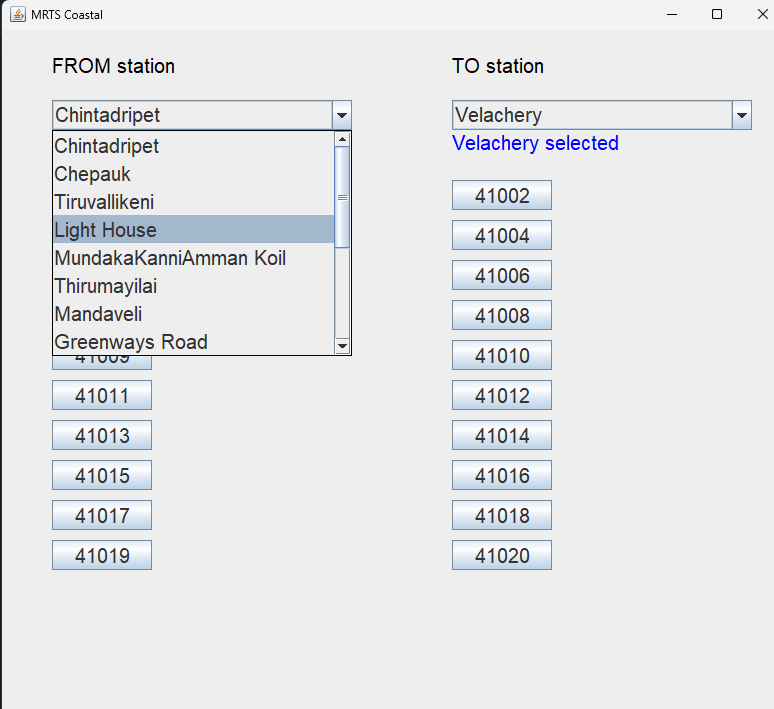 MRTS Coastal
FROM station
TO station
Chintadripet
Velachery
Velachery selected
Chintadripet
Chepauk
Tiruvallikeni
Light House
MundakaKanniAmman Koil
Thirumayilai
Mandaveli
Greenways Road
41009
41011
41013
41015
41017
41019
41002
41004
41006
41008
41010
41012
41014
41016
41018
41020